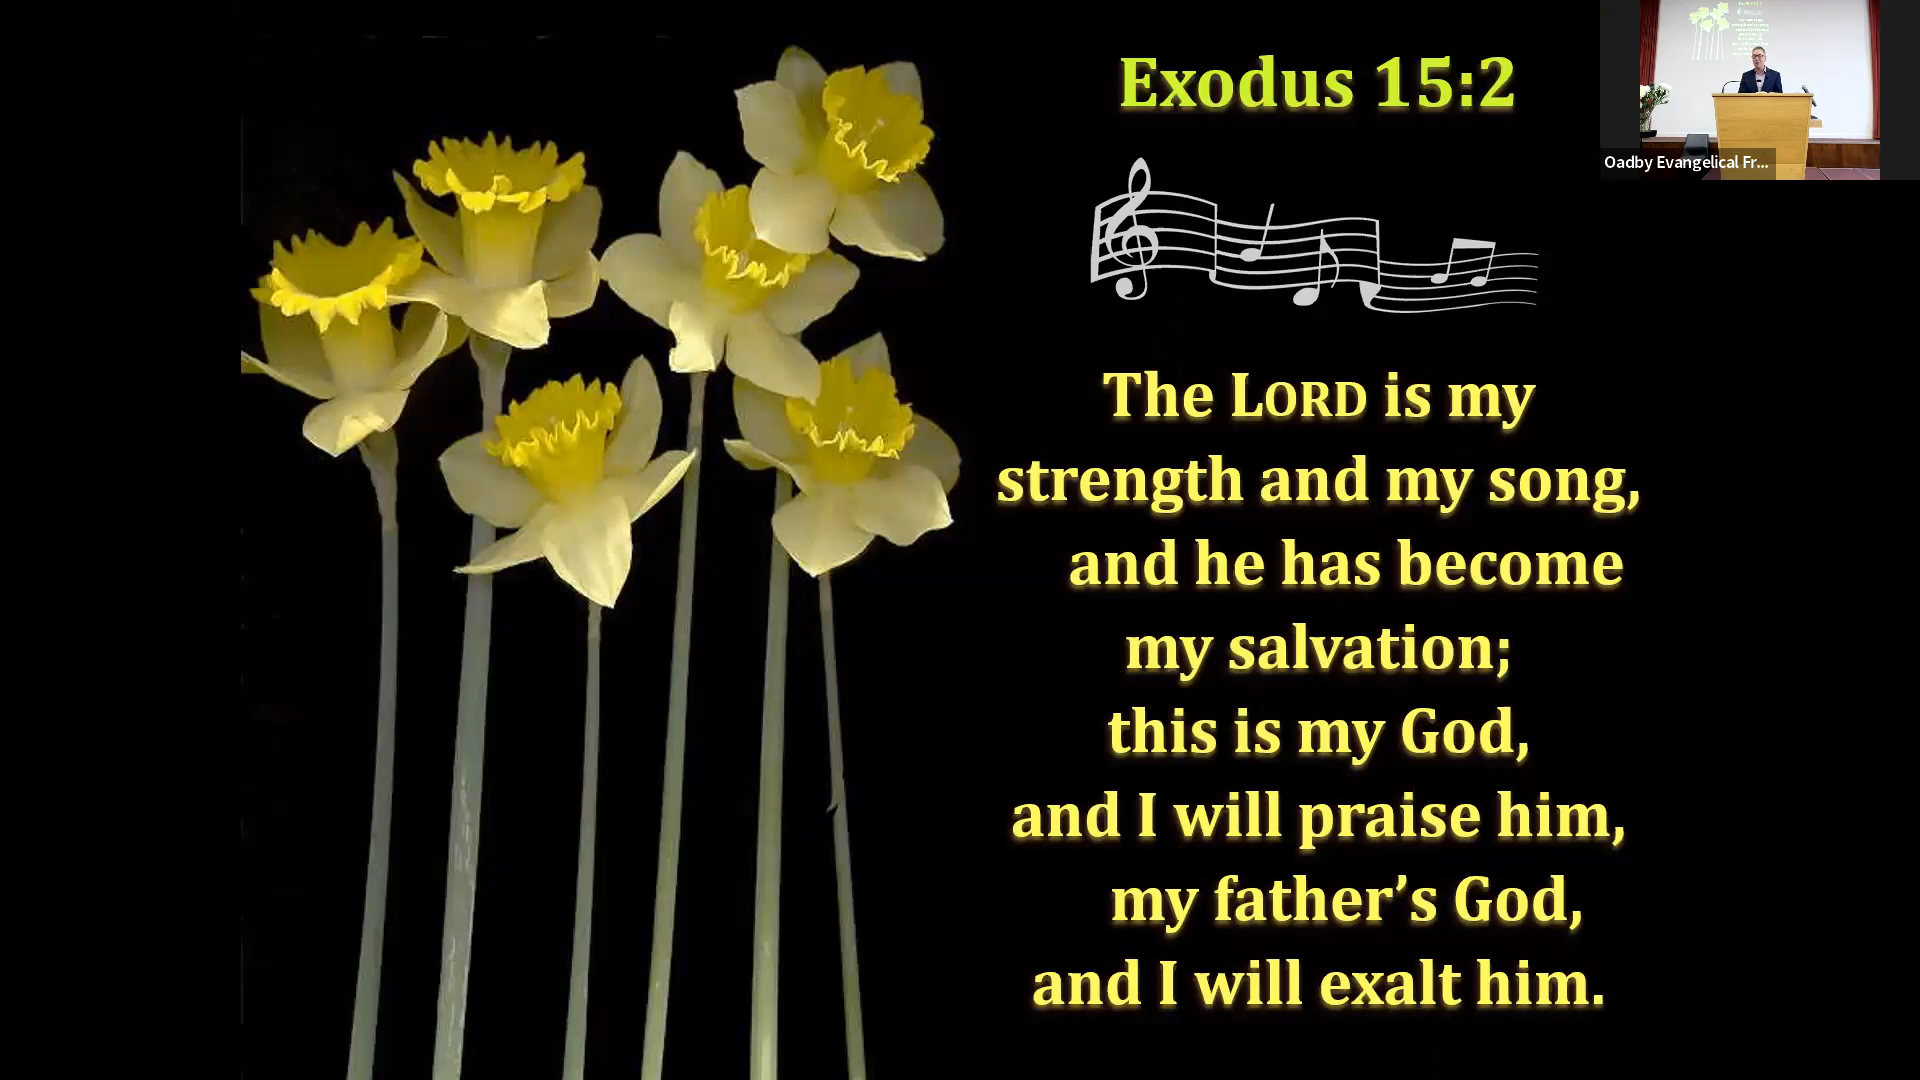 Exodus 15:2
Oadby Evangelical Fr...
The LORD is my
strength and my song,
and he has become
my salvation;
this is my God,
and I will praise him,
my father’s God,
and I will exalt him.